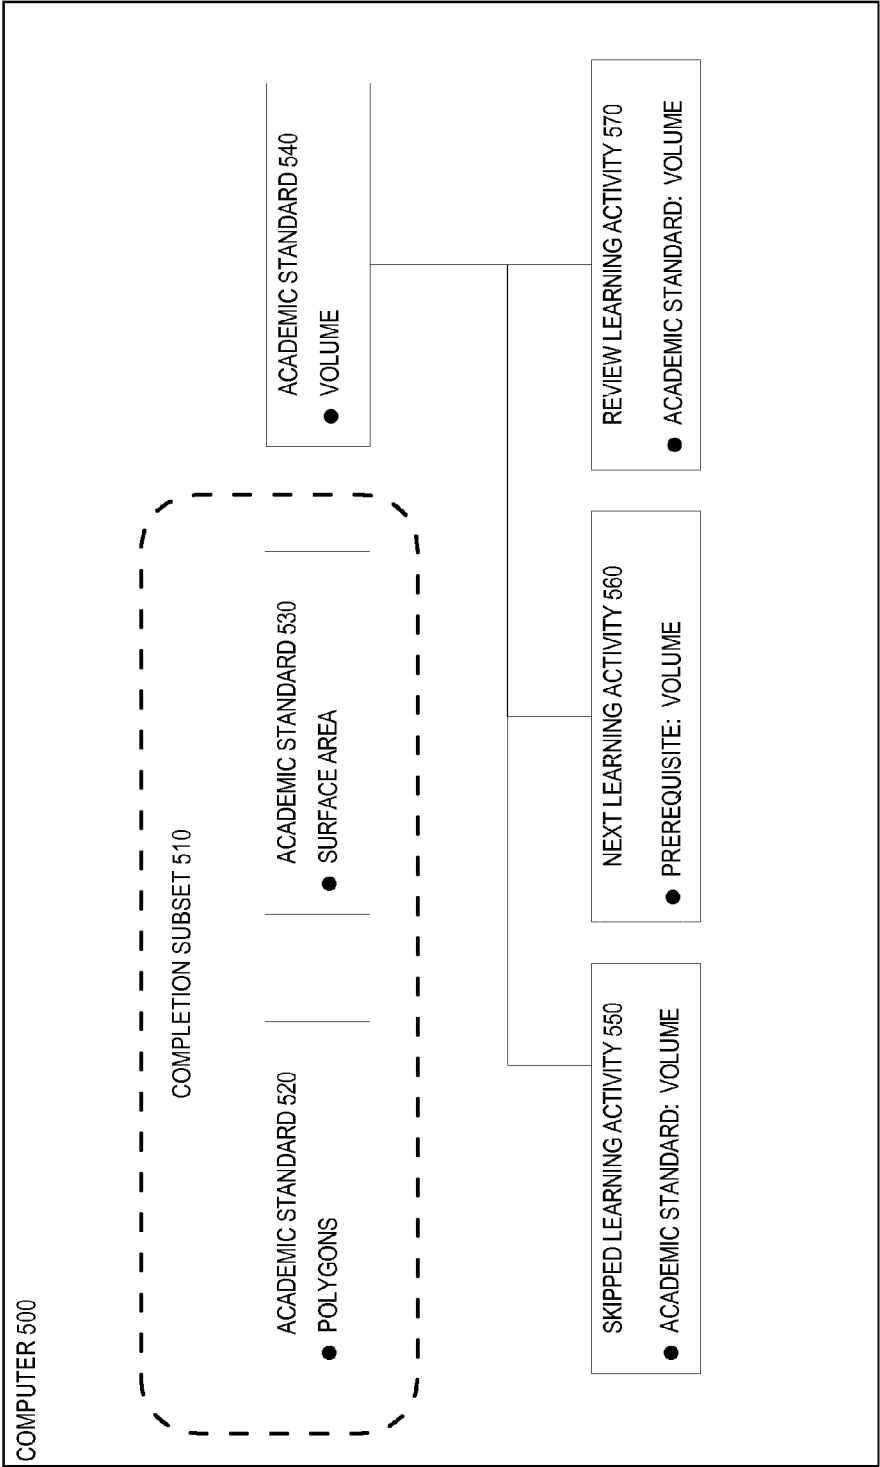 COMPUTER 500
COMPLETION SUBSET 510
ACADEMIC STANDARD 520
● POLYGONS
ACADEMIC STANDARD 530
● SURFACE AREA
ACADEMIC STANDARD 540
● VOLUME
SKIPPED LEARNING ACTIVITY 550
● ACADEMIC STANDARD: VOLUME
NEXT LEARNING ACTIVITY 560
● PREREQUISITE: VOLUME
REVIEW LEARNING ACTIVITY 570
● ACADEMIC STANDARD: VOLUME